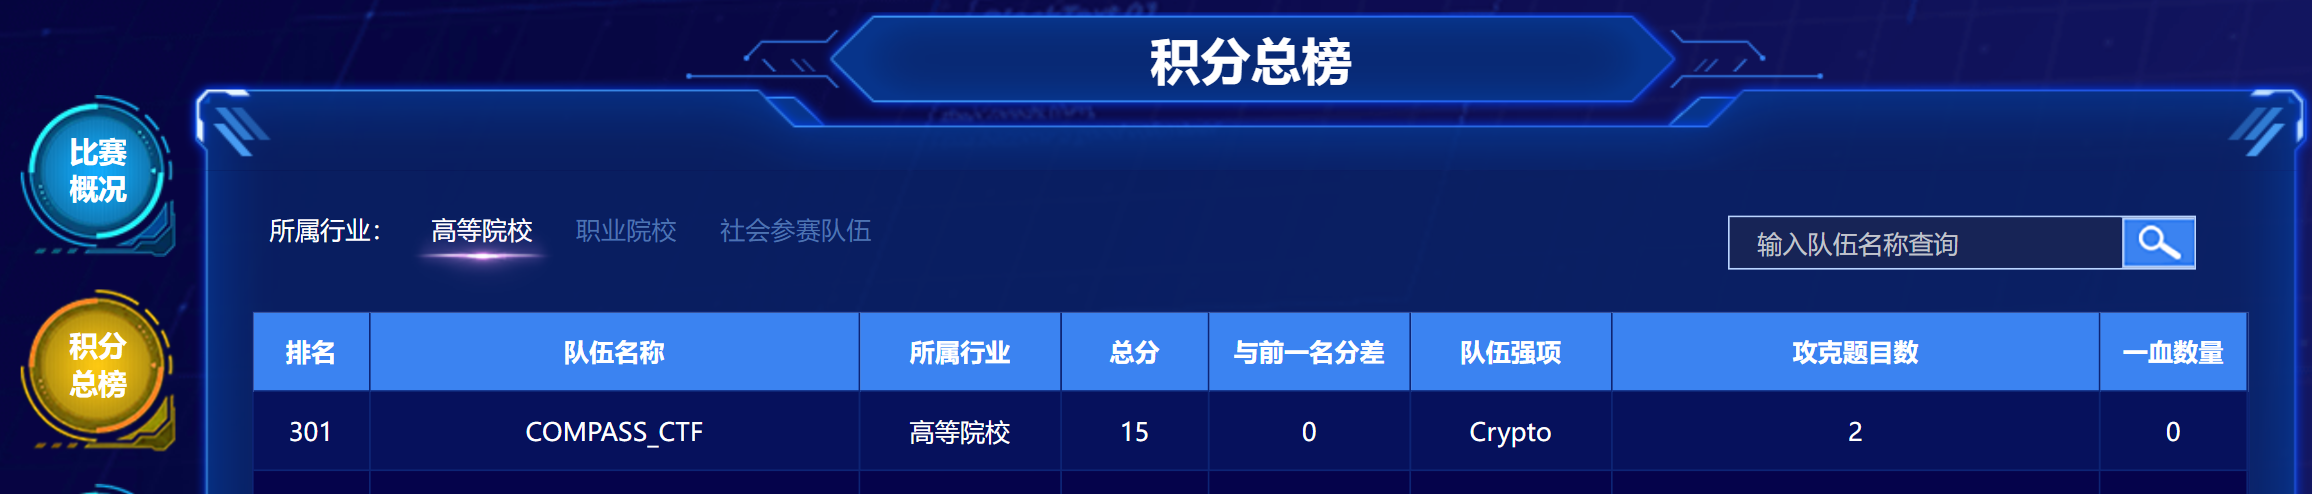 积分总榜
比赛
概况
所属行业： 高等院校 职业院校 社会参赛队伍
输入队伍名称查询
积分
总榜
排名 队伍名称 所属行业 总分 与前一名分差 队伍强项 攻克题目数 一血数量
301 COMPASS_CTF 高等院校 15 0 Crypto 2 0